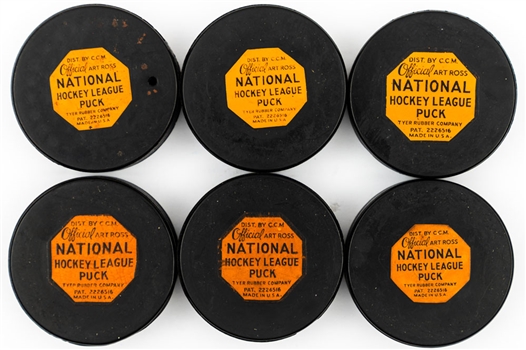 DIST. BY C.C.M.
Official ART ROSS
NATIONAL
HOCKEY LEAGUE
PUCK
TYER RUBBER COMPANY
PAT. 2226516
MADE IN U.S.A.
DIST. BY C.C.M.
Official ART ROSS
NATIONAL
HOCKEY LEAGUE
PUCK
TYER RUBBER COMPANY
PAT. 2226516
MADE IN U.S.A.
DIST. BY C.C.M.
Official ART ROSS
NATIONAL
HOCKEY LEAGUE
PUCK
TYER RUBBER COMPANY
PAT. 2226516
MADE IN U.S.A.
DIST. BY C.C.M.
Official ART ROSS
NATIONAL
HOCKEY LEAGUE
PUCK
TYER RUBBER COMPANY
PAT. 2226516
MADE IN U.S.A.
DIST. BY C.C.M.
Official ART ROSS
NATIONAL
HOCKEY LEAGUE
PUCK
TYER RUBBER COMPANY
PAT. 2226516
MADE IN U.S.A.
DIST. BY C.C.M.
Official ART ROSS
NATIONAL
HOCKEY LEAGUE
PUCK
TYER RUBBER COMPANY
PAT. 2226516
MADE IN U.S.A.